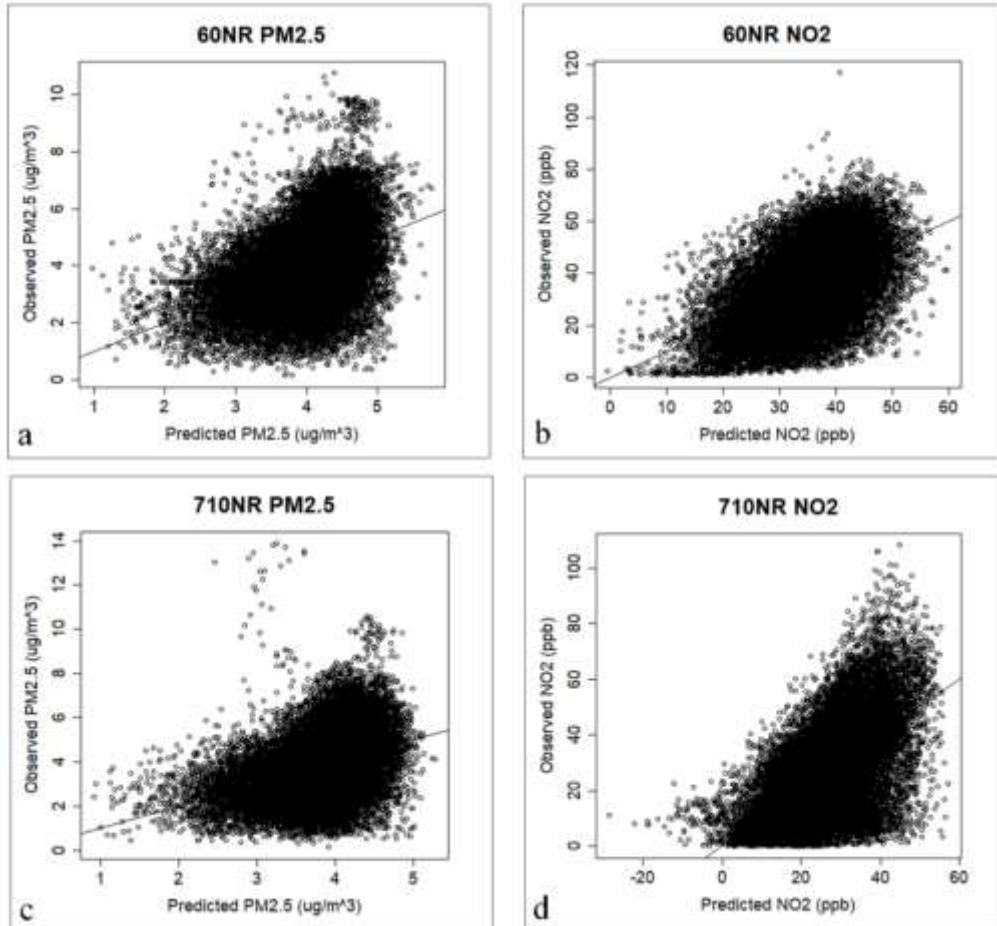 60NR PM2.5
Observed PM2.5 (ug/m^3)
0 2 4 6 8 10
1 2 3 4 5
Predicted PM2.5 (ug/m^3)
a
60NR NO2
Observed NO2 (ppb)
0 20 40 60 80 100 120
0 10 20 30 40 50 60
Predicted NO2 (ppb)
b
710NR PM2.5
Observed PM2.5 (ug/m^3)
0 2 4 6 8 10 12 14
1 2 3 4 5
Predicted PM2.5 (ug/m^3)
c
710NR NO2
Observed NO2 (ppb)
0 20 40 60 80 100
-20 0 20 40 60
Predicted NO2 (ppb)
d